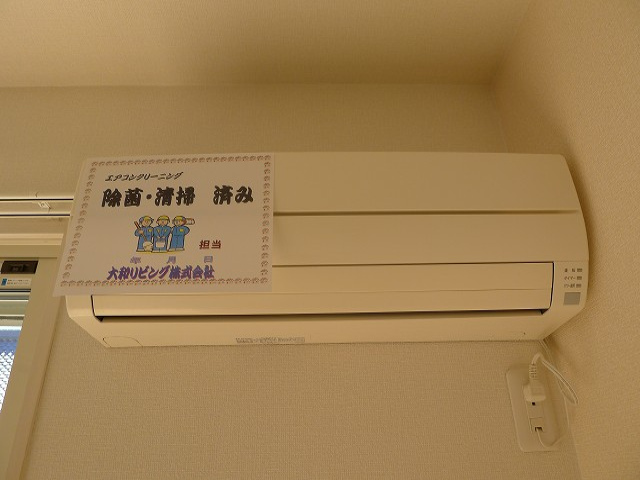 エアコンクリーニング
除菌・清掃　済み
担当
年　月　日
大和リビング株式会社